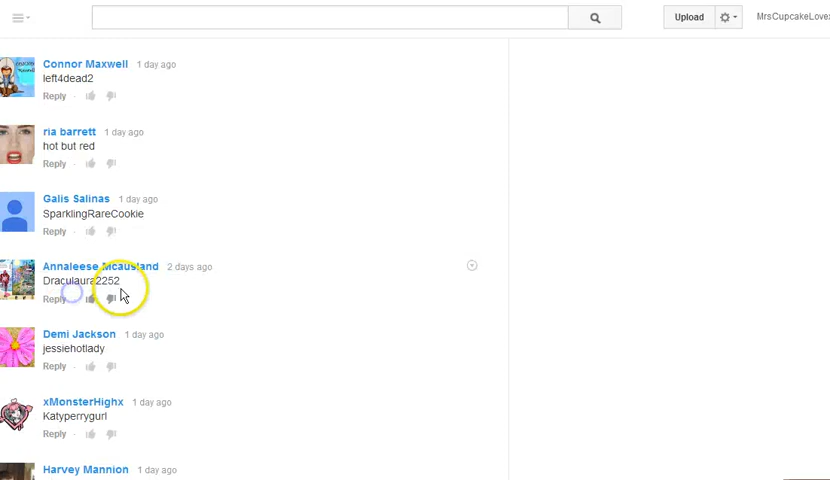 Upload
MrsCupcakeLove
Connor Maxwell 1 day ago
left4dead2
Reply
ria barrett 1 day ago
hot but red
Reply
Galis Salinas 1 day ago
SparklingRareCookie
Reply
Annaleese Mcausland 2 days ago
Draculaura2252
Reply
Demi Jackson 1 day ago
jessiehotlady
Reply
xMonsterHighx 1 day ago
Katyperrygurl
Reply
Harvey Mannion 1 day ago